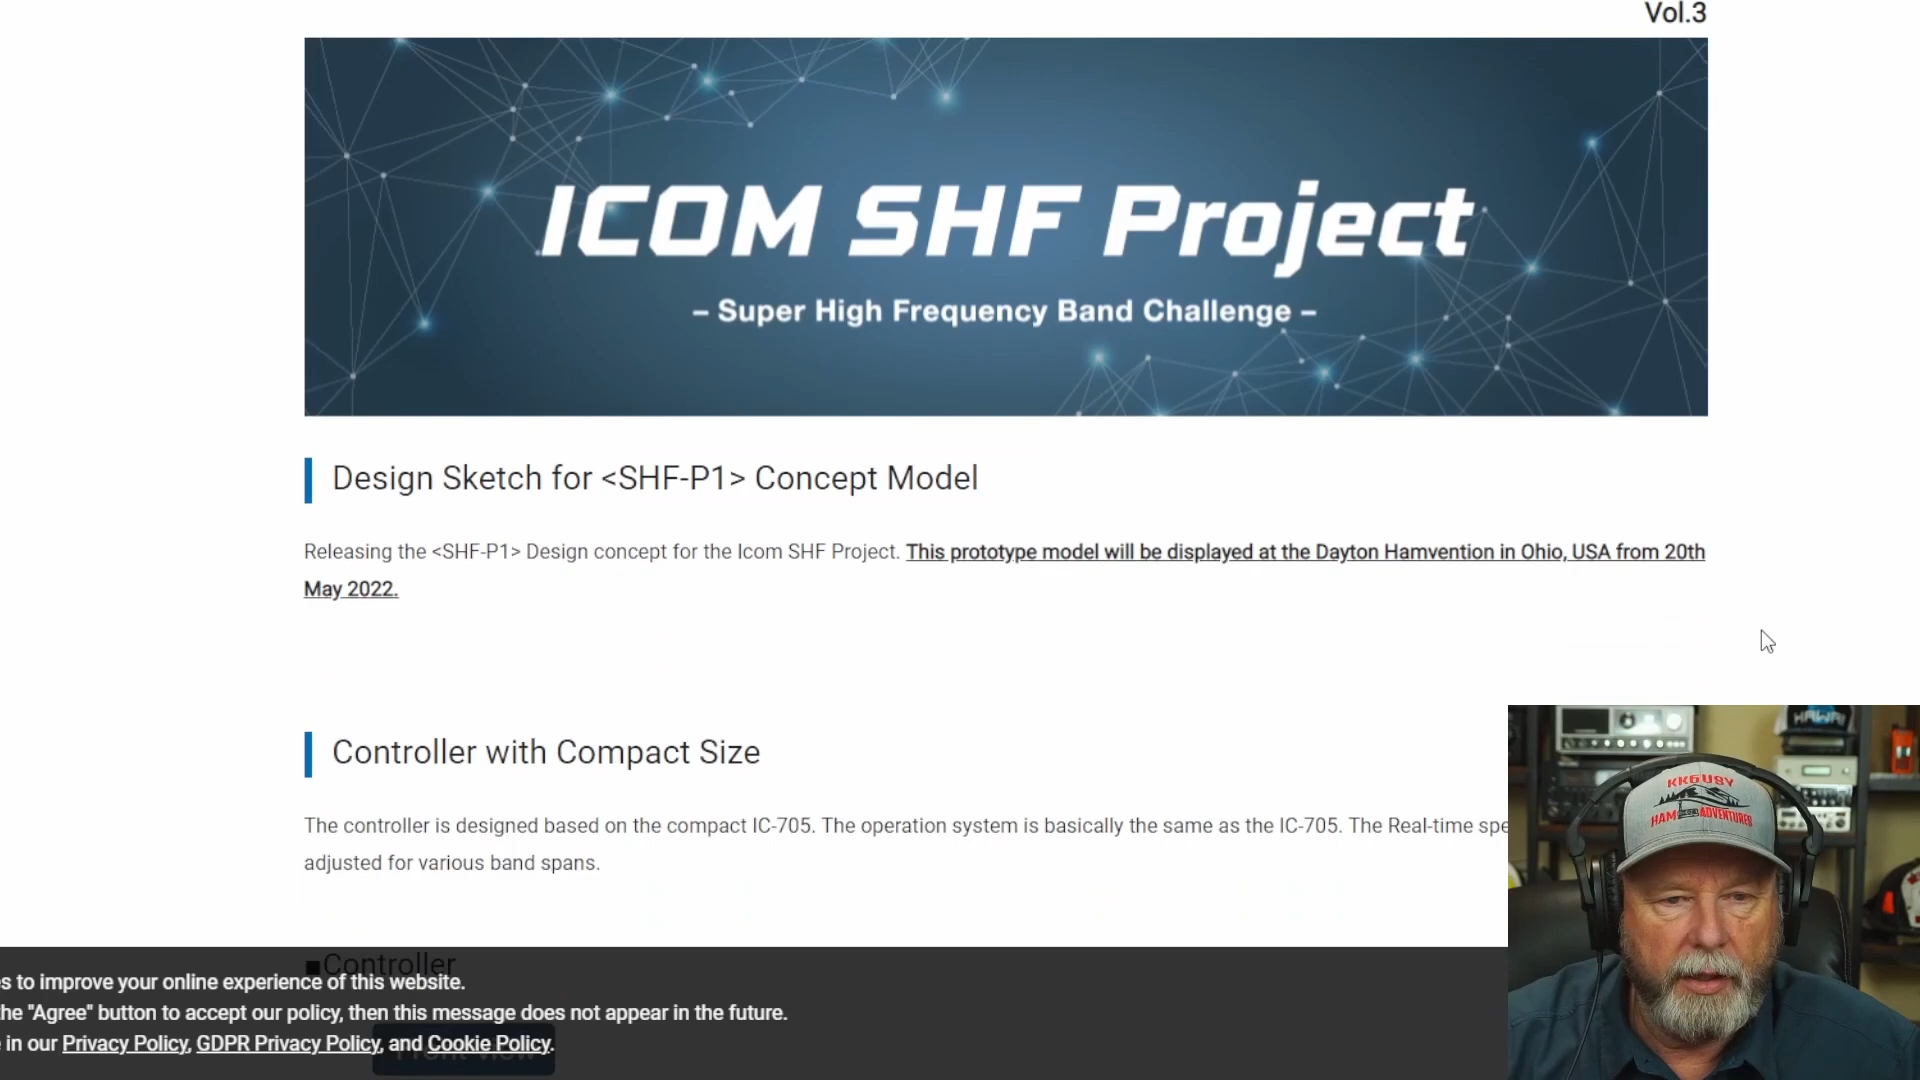 Vol.3
ICOM SHF Project
– Super High Frequency Band Challenge –
Design Sketch for <SHF-P1> Concept Model
Releasing the <SHF-P1> Design concept for the Icom SHF Project. This prototype model will be displayed at the Dayton Hamvention in Ohio, USA from 20th
May 2022.
Controller with Compact Size
The controller is designed based on the compact IC-705. The operation system is basically the same as the IC-705. The Real-time spe
adjusted for various band spans.
■Controller
s to improve your online experience of this website.
the "Agree" button to accept our policy, then this message does not appear in the future.
in our Privacy Policy, GDPR Privacy Policy, and Cookie Policy.
Front view
HAWAI
KK6USY
HAM ADVENTURES